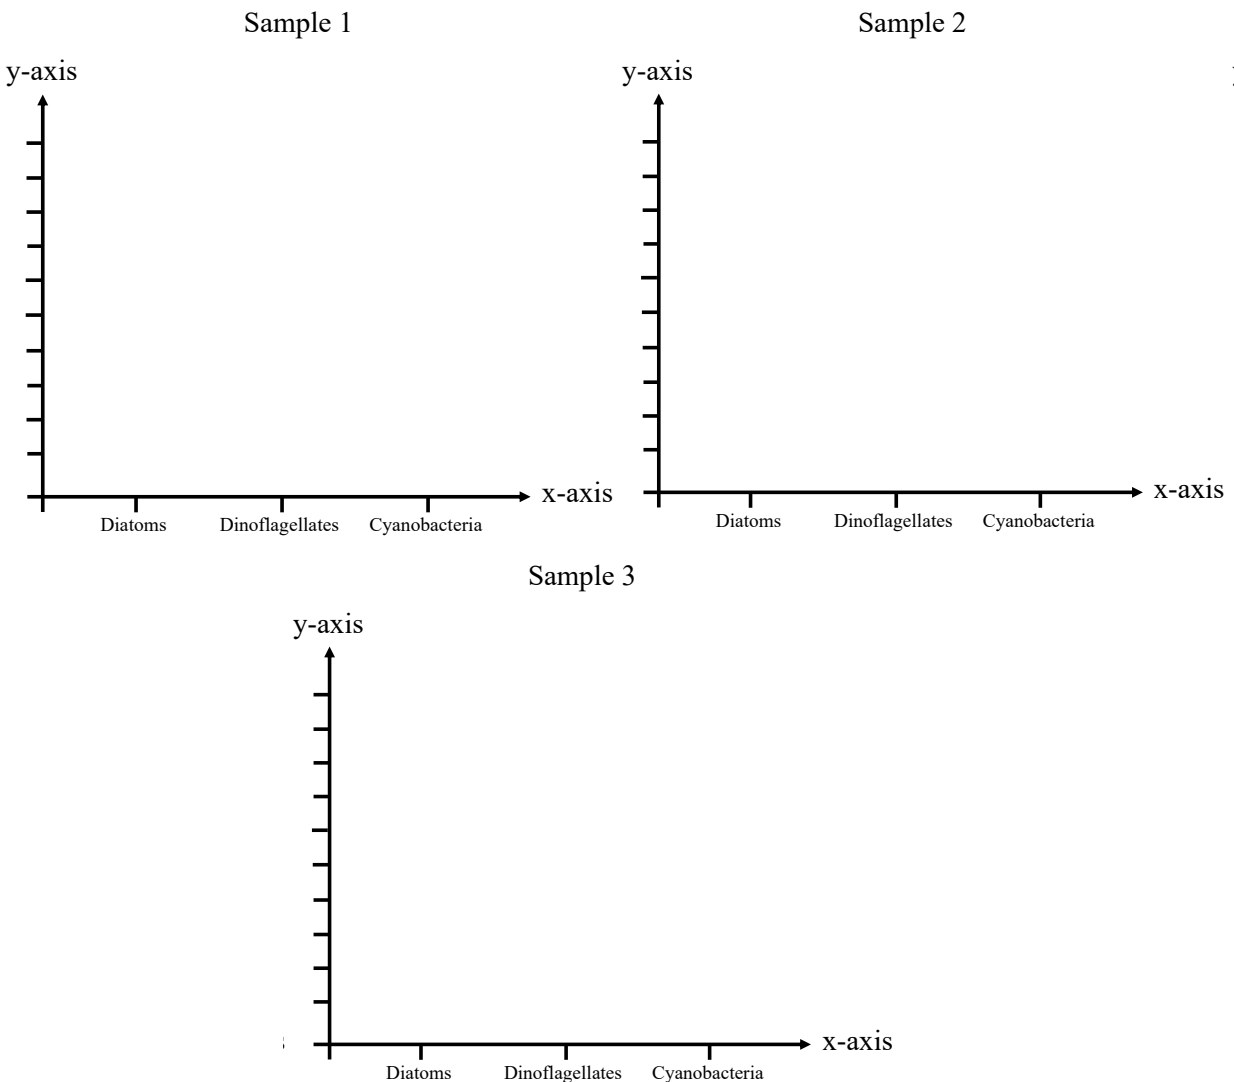 Sample 1
Sample 2
y-axis
y-axis
x-axis
x-axis
Diatoms Dinoflagellates Cyanobacteria
Diatoms Dinoflagellates Cyanobacteria
Sample 3
y-axis
x-axis
Diatoms Dinoflagellates Cyanobacteria